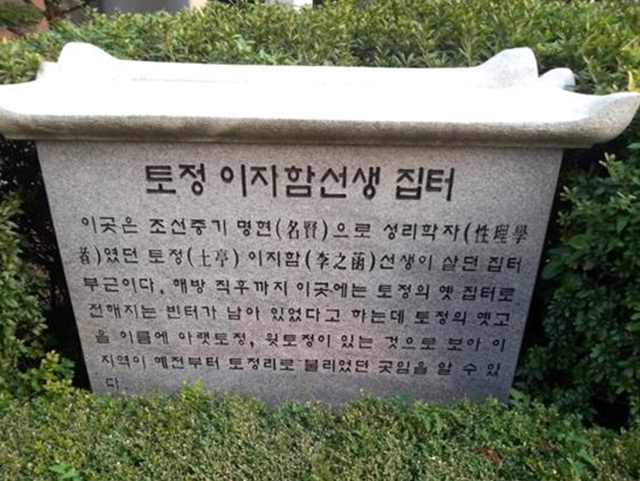 토정 이자함선생 집터
이곳은 조선중기 명현(名賢)으로 성리학자(性理學
者)였던 토정(土亭) 이지함(李之菡)선생이 살던 집터
부근이다. 해방 직후까지 이곳에는 토정의 옛 집터로
전해지는 빈터가 남아 있었다고 하는데 토정의 옛고
을 이름에 아랫토정, 윗토정이 있는 것으로 보아 이
지역이 예전부터 토정리로 불리었던 곳임을 알 수 있
다.